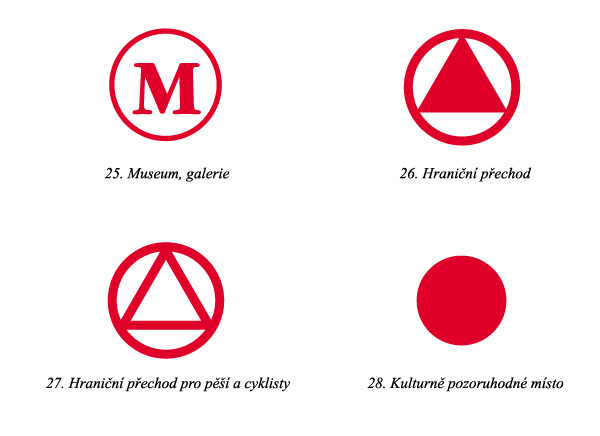 M
25. Museum, galerie
26. Hraniční přechod
27. Hraniční přechod pro pěší a cyklisty
28. Kulturně pozoruhodné místo